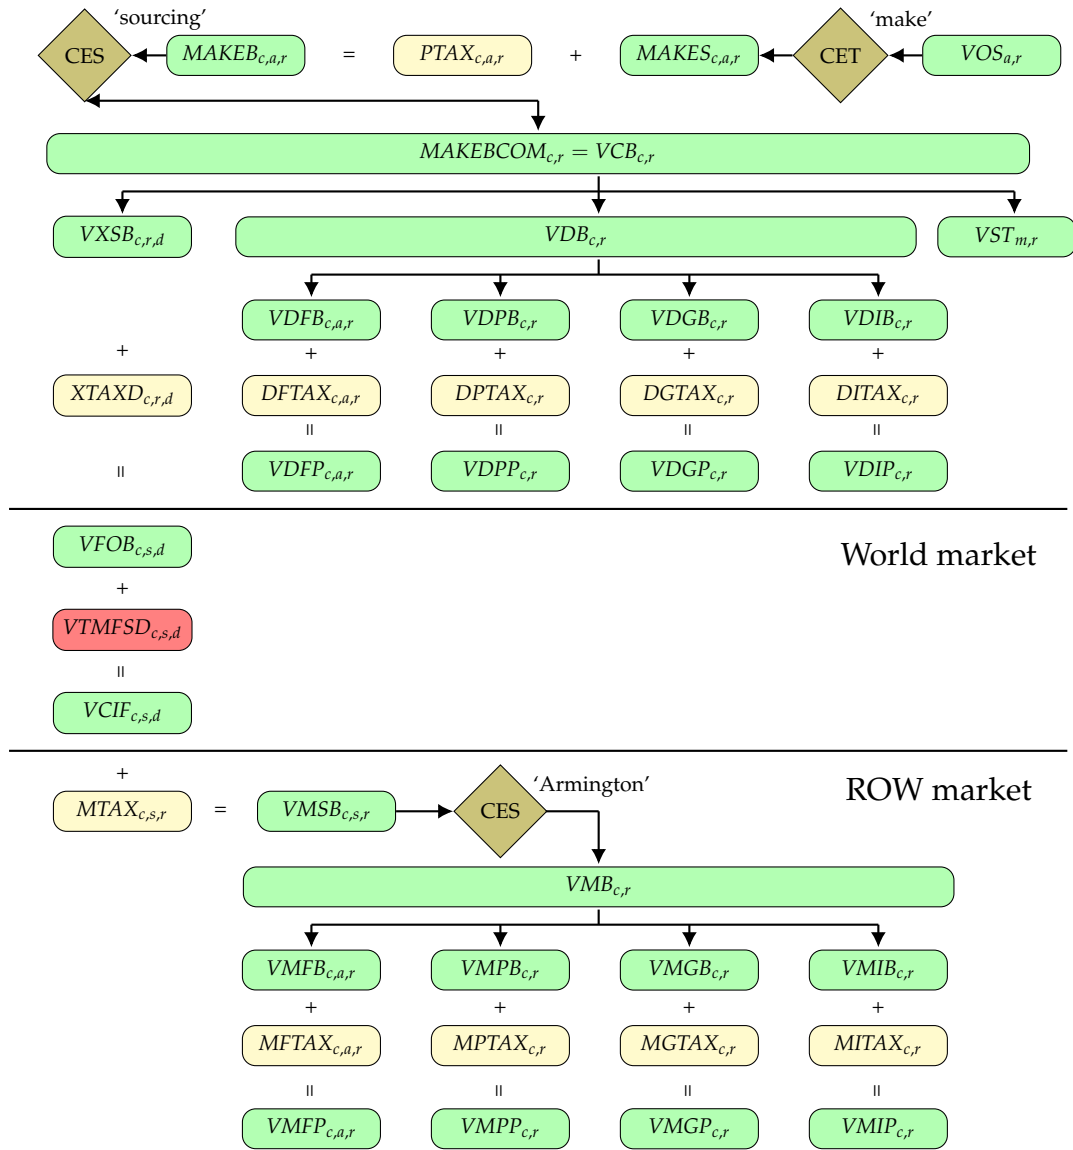 ‘sourcing’ ‘make’
CES MAKEB_{c,a,r} = PTAX_{c,a,r} + MAKES_{c,a,r} CET VOS_{a,r}
MAKEBCOM_{c,r} = VCB_{c,r}
VXSB_{c,r,d} VDB_{c,r} VST_{m,r}
VDFB_{c,a,r} VDPB_{c,r} VDGB_{c,r} VDIB_{c,r}
+ + + + +
XTAXD_{c,r,d} DFTAX_{c,a,r} DPTAX_{c,r} DGTAX_{c,r} DITAX_{c,r}
= = = =
= VDFP_{c,a,r} VDPP_{c,r} VDGP_{c,r} VDIP_{c,r}
VFOB_{c,s,d} World market
+
VTMFSD_{c,s,d}
=
VCIF_{c,s,d}
+ ‘Armington’ ROW market
MTAX_{c,s,r} = VMSB_{c,s,r} CES
VMB_{c,r}
VMFB_{c,a,r} VMPB_{c,r} VMGB_{c,r} VMIB_{c,r}
+ + + +
MFTAX_{c,a,r} MPTAX_{c,r} MGTAX_{c,r} MITAX_{c,r}
= = = =
VMFP_{c,a,r} VMPP_{c,r} VMGP_{c,r} VMIP_{c,r}